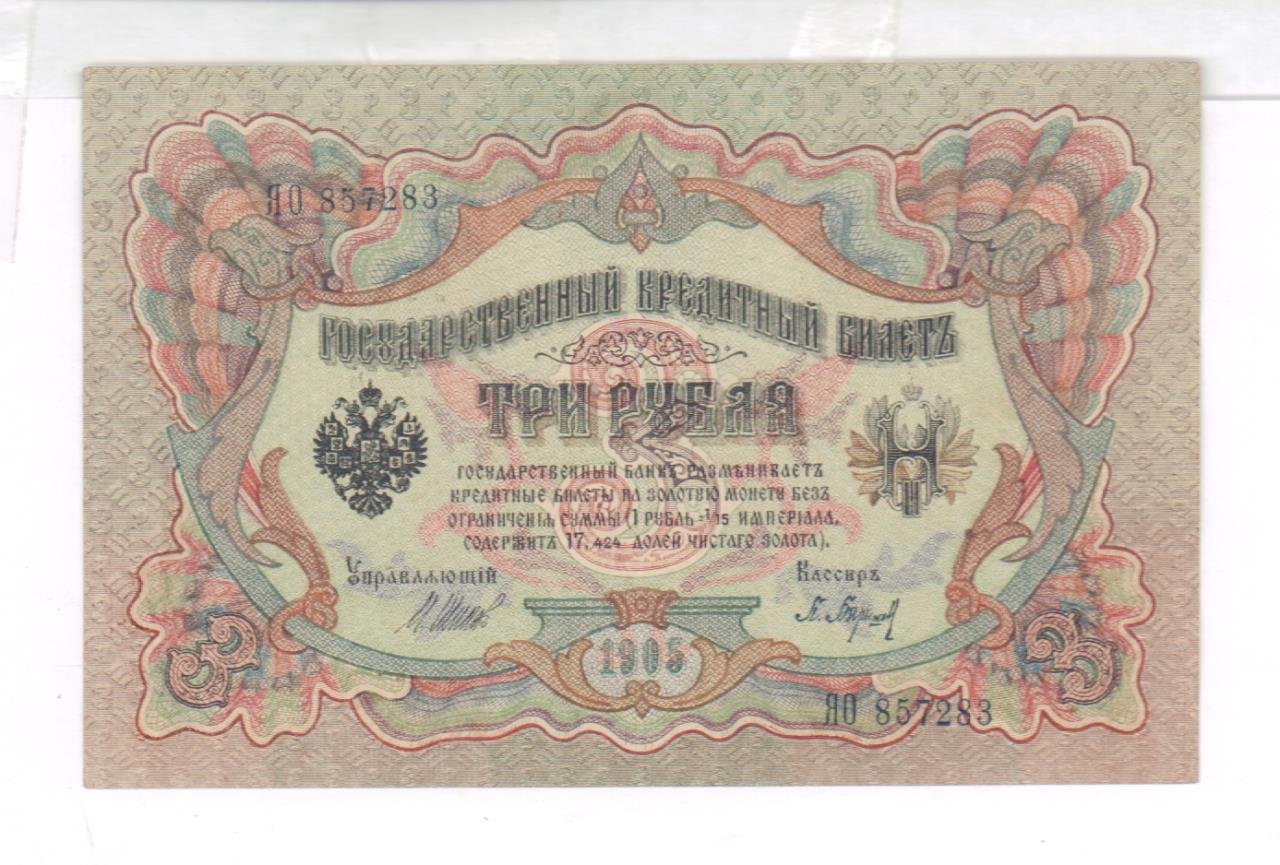 ЯО 857283
ГОСУДАРСТВЕННЫЙ КРЕДИТНЫЙ БИЛЕТЪ
ТРИ РУБЛЯ
3
ГОСУДАРСТВЕННЫЙ БАНКЪ РАЗМѢНИВАЕТЪ
КРЕДИТНЫЕ БИЛЕТЫ НА ЗОЛОТУЮ МОНЕТУ БЕЗЪ
ОГРАНИЧЕНІЯ СУММЫ (1 РУБЛЬ = 1/15 ИМПЕРІАЛА,
СОДЕРЖИТЪ 17,424 ДОЛЕЙ ЧИСТАГО ЗОЛОТА).
Управляющій Кассиръ
3 1905 3
ЯО 857283